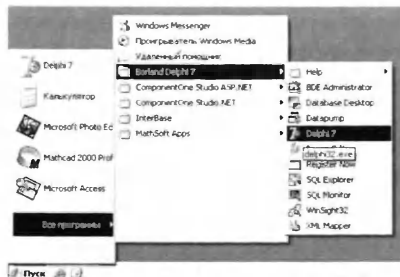 Delphi 7
Калькулятор
Microsoft Photo Ed
Mathcad 2000 Prof
Microsoft Access
Все программы
Windows Messenger
Проигрыватель Windows Media
Удаленный помощник
Borland Delphi 7
ComponentOne Studio ASP.NET
ComponentOne Studio .NET
InterBase
MathSoft Apps
Help
BDE Administrator
Database Desktop
Datapump
Delphi 7
delphi32.exe
Register Now
SQL Explorer
SQL Monitor
WinSight32
XML Mapper
Пуск